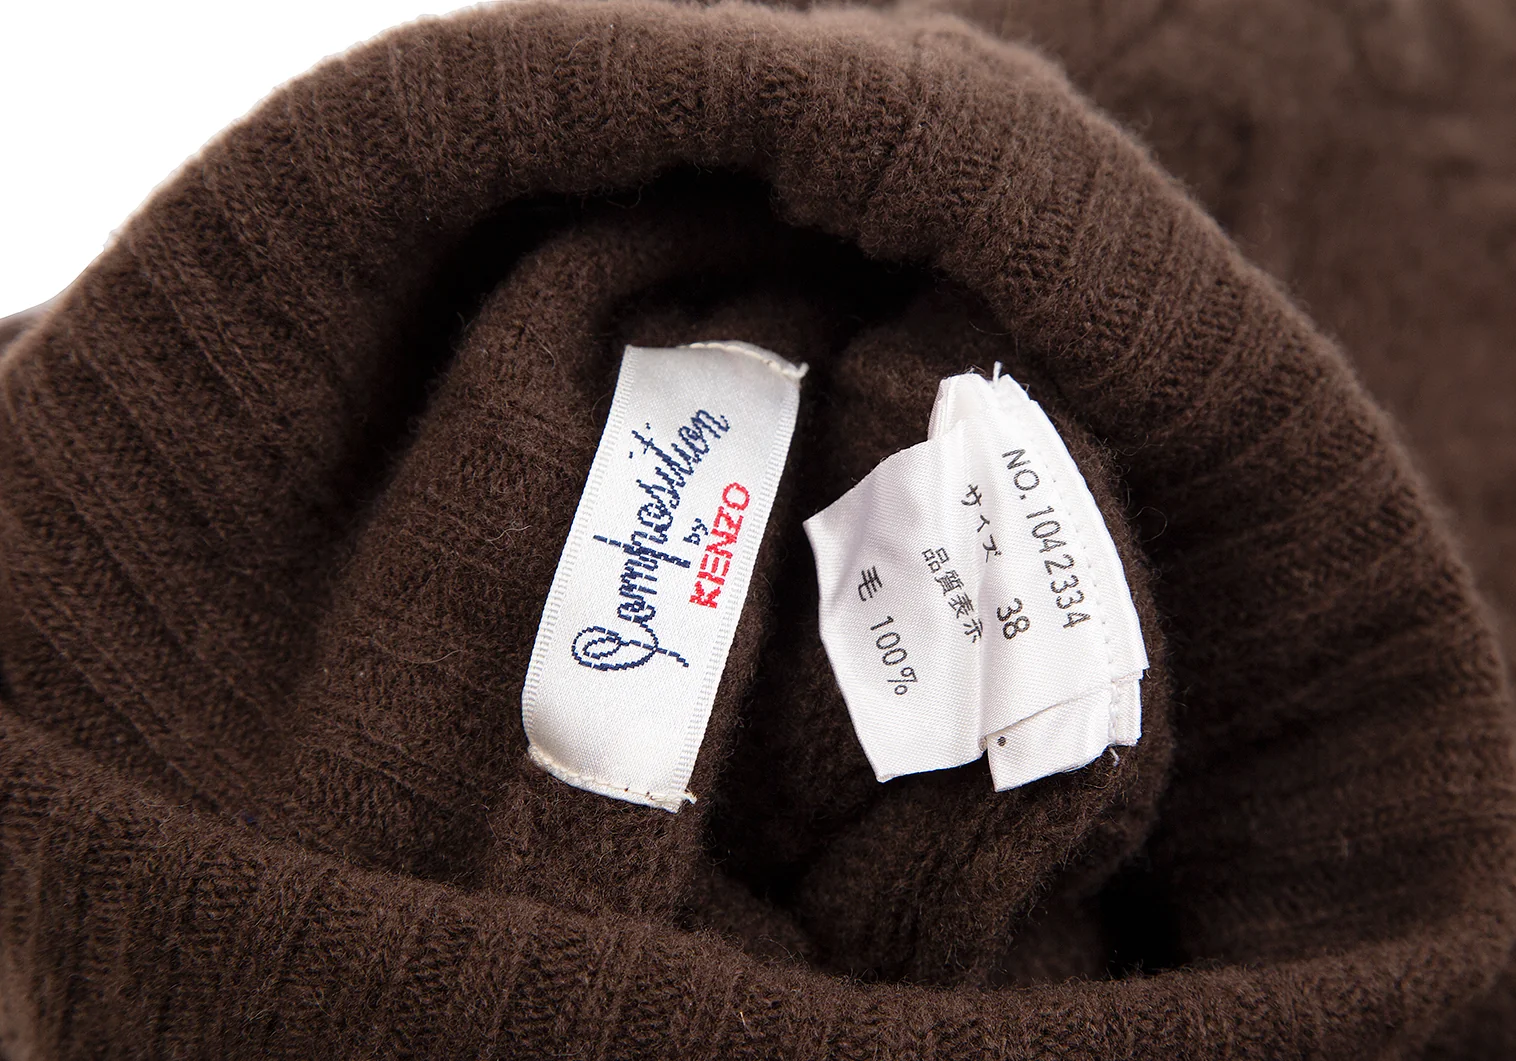 Composition
by
KENZO
NO. 1042334
サイズ 38
品質表示
毛 100%